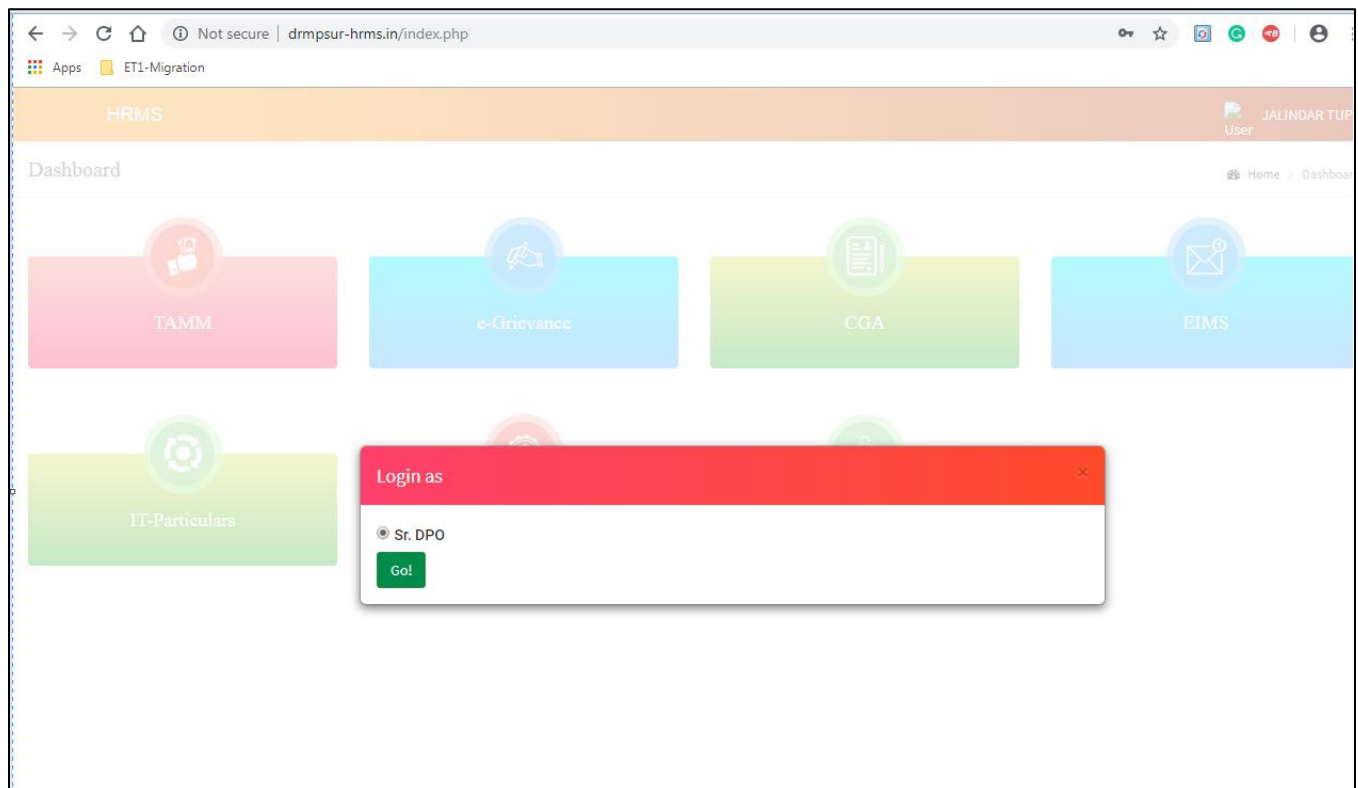 Not secure | drmpsur-hrms.in/index.php
Apps ET1-Migration
HRMS
User
JALINDAR TUP
Dashboard
Home > Dashboar
TAMM
e-Grievance
CGA
EIMS
IT-Particulars
Login as ×
Sr. DPO
Go!